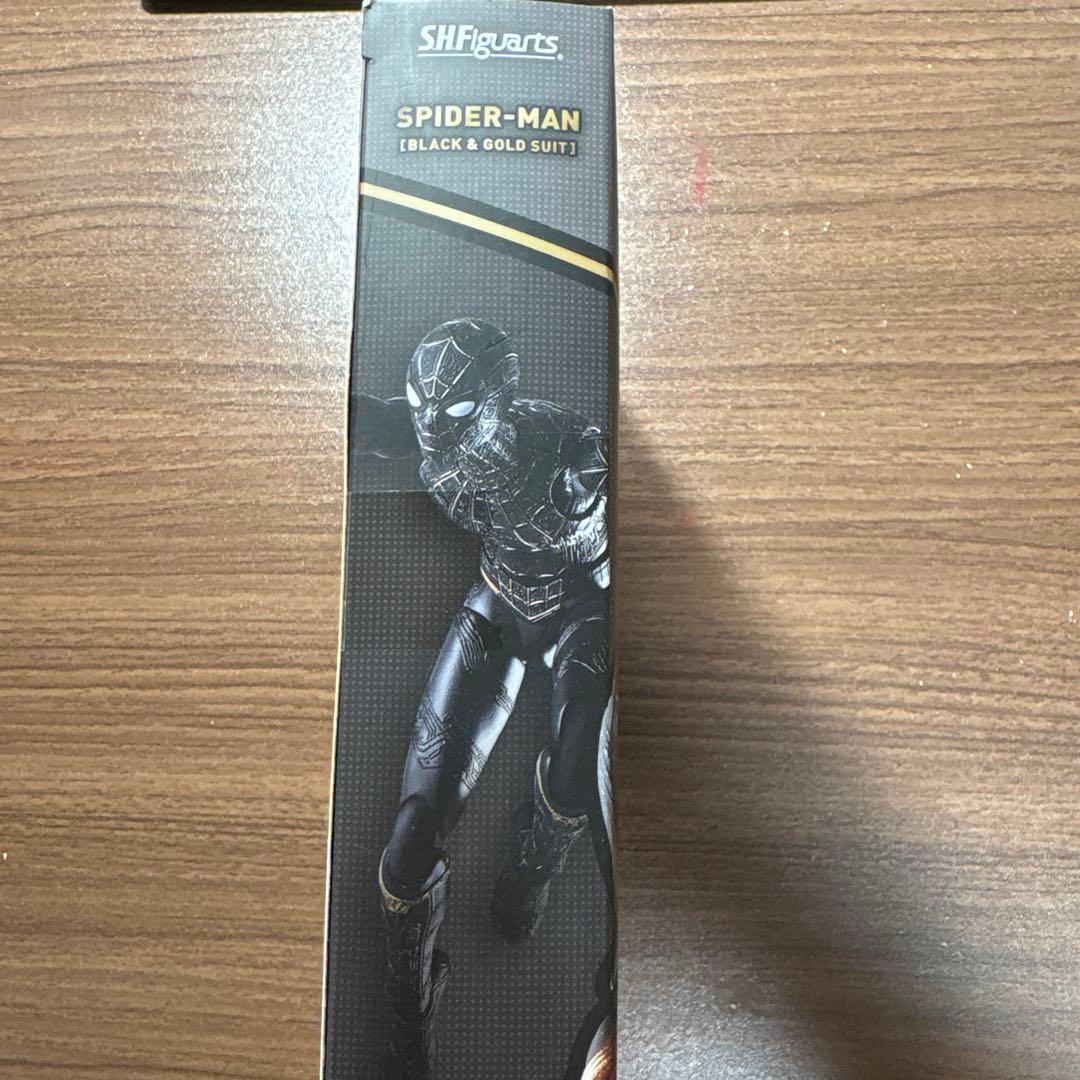 S.H.Figuarts®
SPIDER-MAN
[BLACK & GOLD SUIT]